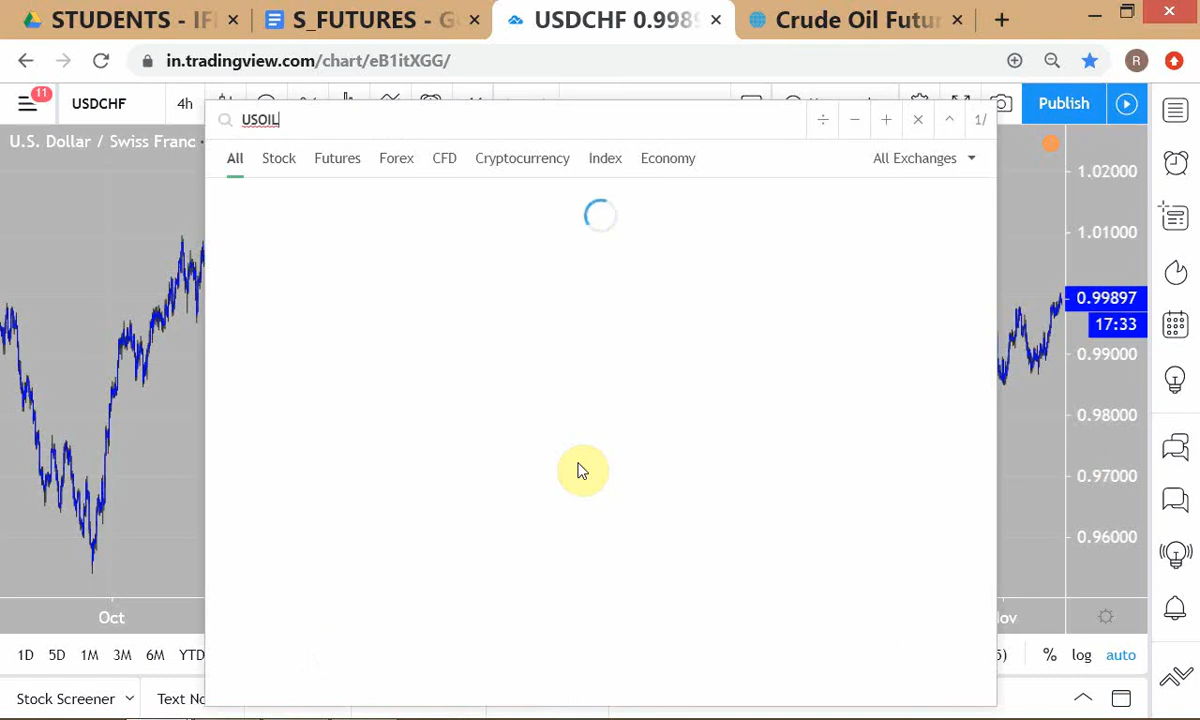 STUDENTS - IF
S_FUTURES - G
USDCHF 0.9989
Crude Oil Futur
in.tradingview.com/chart/eB1itXGG/
R
11
USDCHF
4h
Publish
USOIL
1/
All
Stock
Futures
Forex
CFD
Cryptocurrency
Index
Economy
All Exchanges
U.S. Dollar / Swiss Franc
1.02000
1.01000
0.99897
17:33
0.99000
0.98000
0.97000
0.96000
Oct
ov
1D
5D
1M
3M
6M
YTD
%
log
auto
Stock Screener
Text No